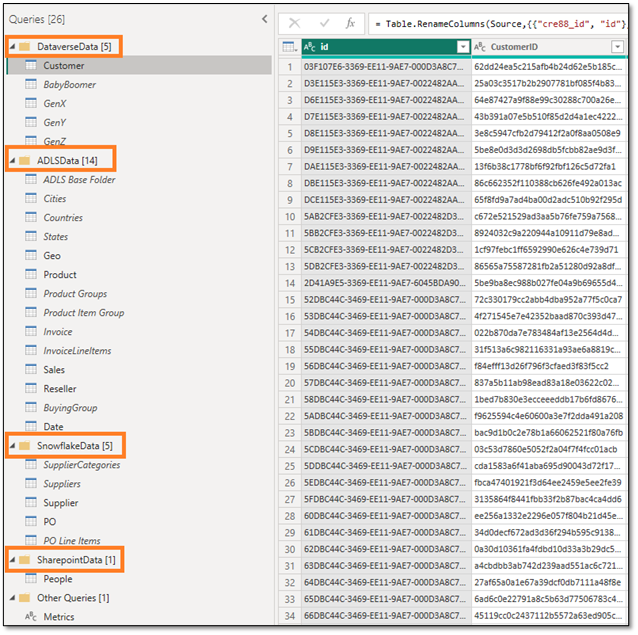 Queries [26]
DataverseData [5]
Customer
BabyBoomer
GenX
GenY
GenZ
ADLSData [14]
ADLS Base Folder
Cities
Countries
States
Geo
Product
Product Groups
Product Item Group
Invoice
InvoiceLineItems
Sales
Reseller
BuyingGroup
Date
SnowflakeData [5]
SupplierCategories
Suppliers
Supplier
PO
PO Line Items
SharepointData [1]
People
Other Queries [1]
ABC Metrics
fx = Table.RenameColumns(Source,{{"cre88_id", "id"},
ABC id ABC CustomerID
1 03F107E6-3369-EE11-9AE7-000D3A8C7... 62dd24ea5c215afb4b24d62e5b185c...
2 D3E115E3-3369-EE11-9AE7-0022482AA... 25a03c3517b2b2907781bf085f4b83...
3 D6E115E3-3369-EE11-9AE7-0022482AA... 64e87427a9f88e99c30288c700a26e...
4 D7E115E3-3369-EE11-9AE7-0022482AA... 43b391a07e5b510f85d2d4a1ec4222...
5 D8E115E3-3369-EE11-9AE7-0022482AA... 3e8c5947cfb2d79412f2a0f8aa0508e9
6 D9E115E3-3369-EE11-9AE7-0022482AA... 5be8e0d3d3d2698db5fcbb82ae9d3f...
7 DAE115E3-3369-EE11-9AE7-0022482AA... 13f6b38c1778bf6f92fbf126c5d72fa1
8 DBE115E3-3369-EE11-9AE7-0022482AA... 86c662352f110388cb626fe492a013ac
9 DCE115E3-3369-EE11-9AE7-0022482AA... 65f8fd9a7ad4ba00d2adc510b92f295d
10 5AB2CFE3-3369-EE11-9AE7-0022482D3... c672e521529ad3aa5b76fe759a7568...
11 5BB2CFE3-3369-EE11-9AE7-0022482D3... 8924032c9a220944a10911d79e8ad...
12 5CB2CFE3-3369-EE11-9AE7-0022482D3... 1cf97febc1ff6592990e626c4e739d71
13 5DB2CFE3-3369-EE11-9AE7-0022482D3... 86565a75587281fb2a51280d92a8df...
14 2D41A9E5-3369-EE11-9AE7-6045BDA90... 5be9ba8ec988b027fe04a9b69655d4...
15 52DBC44C-3469-EE11-9AE7-000D3A8C7... 72c330179cc2abb4dba952a77f5c0ca7
16 53DBC44C-3469-EE11-9AE7-000D3A8C7... 4f271545e7e42352baad870c393d47...
17 54DBC44C-3469-EE11-9AE7-000D3A8C7... 022b870da7e783484af13e2564d4d...
18 55DBC44C-3469-EE11-9AE7-000D3A8C7... 31f513a6c982116331a93ae6a8819c...
19 56DBC44C-3469-EE11-9AE7-000D3A8C7... f84efff13d26f796f3cfaed3f83f5cc2
20 57DBC44C-3469-EE11-9AE7-000D3A8C7... 837a5b11ab98ead83a18e03622c02...
21 58DBC44C-3469-EE11-9AE7-000D3A8C7... 1bed7b830e3ecceeeddb17b6fd8676...
22 5ADBC44C-3469-EE11-9AE7-000D3A8C7... f9625594c4e60600a3e7f2dda491a208
23 5BDBC44C-3469-EE11-9AE7-000D3A8C7... bac9d1b0c2e78b1a66062521f80a76fb
24 5CDBC44C-3469-EE11-9AE7-000D3A8C7... 03c53d7860e5052f2a04f7f4fcc01acb
25 5DDBC44C-3469-EE11-9AE7-000D3A8C7... cda1583a6f41aba695d90043d72f17...
26 5EDBC44C-3469-EE11-9AE7-000D3A8C7... fbca47401921f3d64ee2459e5ee2fe39
27 5FDBC44C-3469-EE11-9AE7-000D3A8C7... 3135864f8441fbb33f2b87bac4ca4dd6
28 60DBC44C-3469-EE11-9AE7-000D3A8C7... ee256a1332e2296e057f804b21d45e...
29 61DBC44C-3469-EE11-9AE7-000D3A8C7... 34d0decf672ad3d36f294b595c9138...
30 62DBC44C-3469-EE11-9AE7-000D3A8C7... 0a30d10361fa4fdbd10d33a3b29dc5...
31 63DBC44C-3469-EE11-9AE7-000D3A8C7... a4cbdbb3ab742d239aad551ac6c721...
32 64DBC44C-3469-EE11-9AE7-000D3A8C7... 27af65a0a1e67a39dcf0db7111a48f8e
33 65DBC44C-3469-EE11-9AE7-000D3A8C7... 6ad6c0e22791a8c5b63d77506783c4...
34 66DBC44C-3469-EE11-9AE7-000D3A8C7... 45119cc0c2437112b5572a63ed905c...